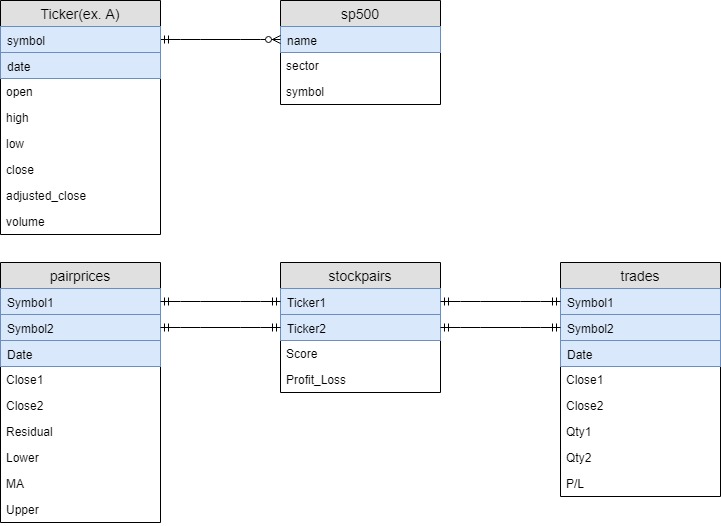 Ticker(ex. A)
symbol
date
open
high
low
close
adjusted_close
volume
sp500
name
sector
symbol
pairprices
Symbol1
Symbol2
Date
Close1
Close2
Residual
Lower
MA
Upper
stockpairs
Ticker1
Ticker2
Score
Profit_Loss
trades
Symbol1
Symbol2
Date
Close1
Close2
Qty1
Qty2
P/L